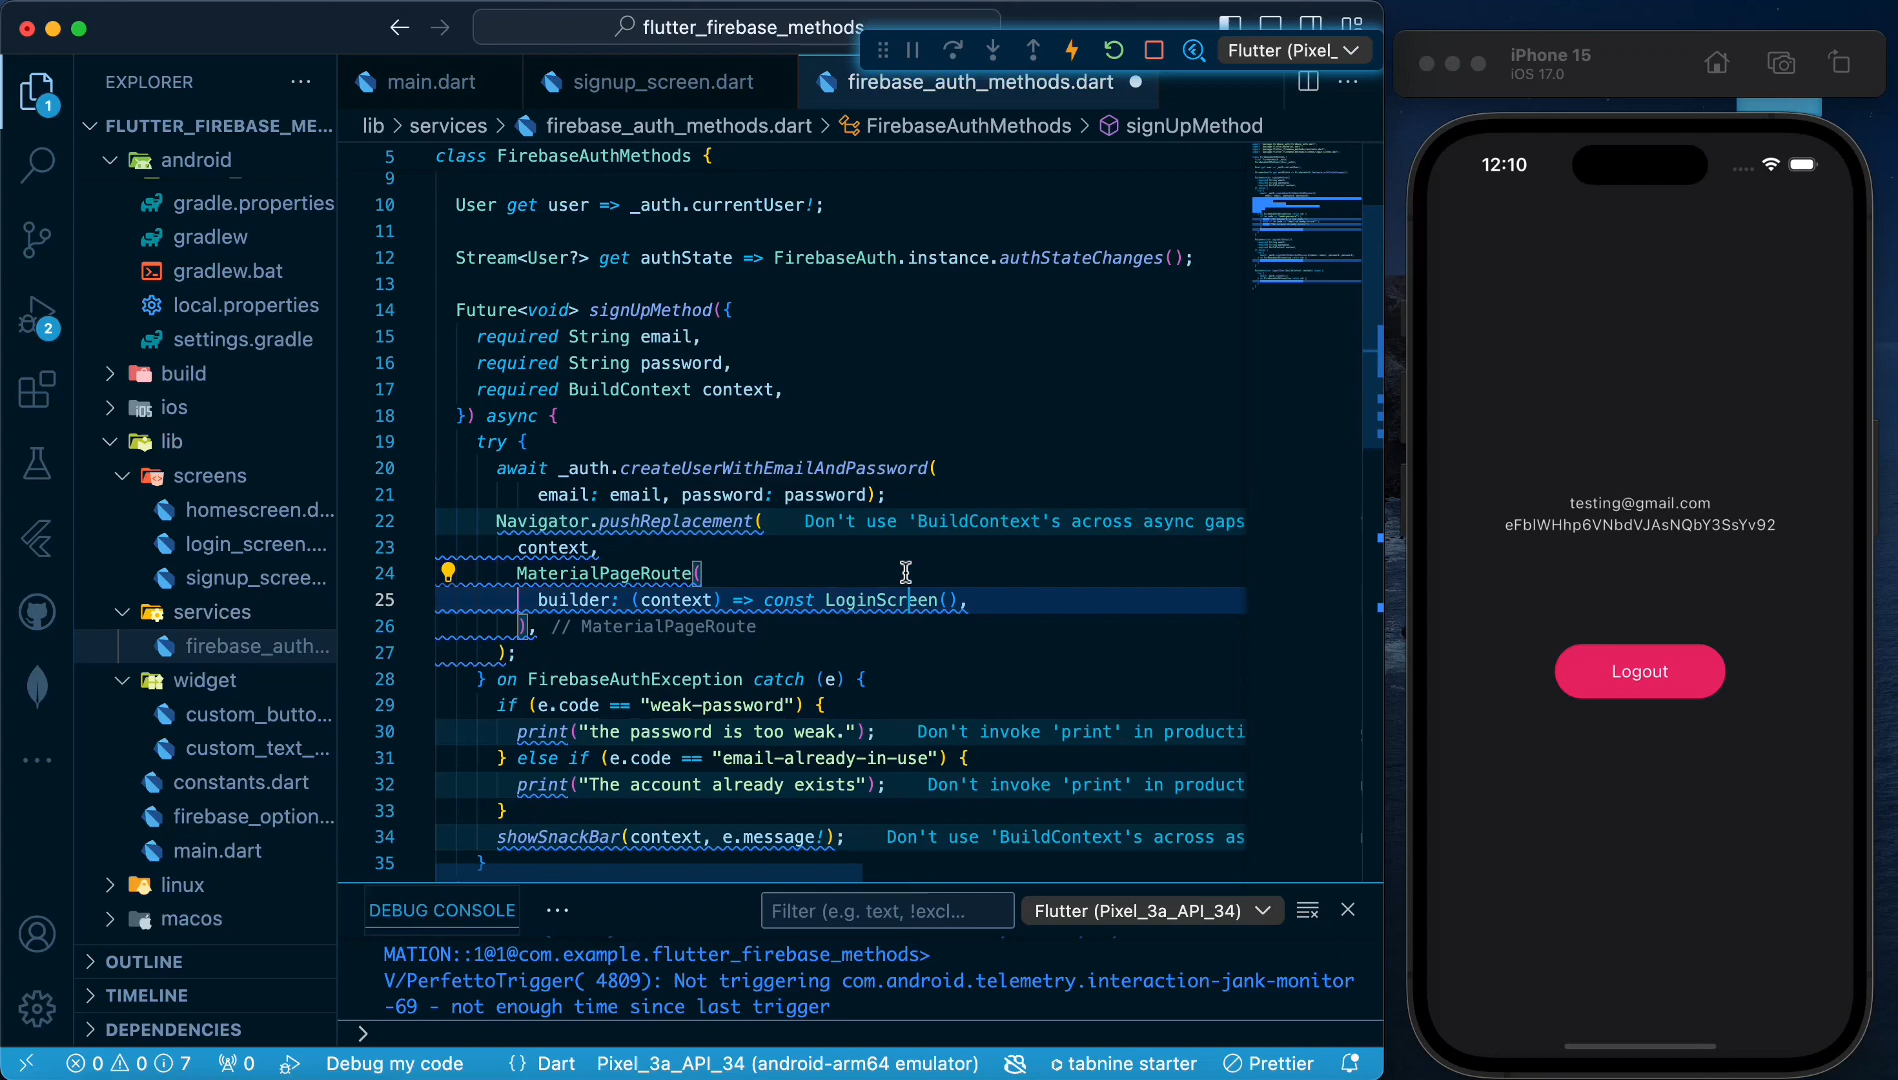 flutter_firebase_methods
Flutter (Pixel_
EXPLORER
main.dart
signup_screen.dart
firebase_auth_methods.dart
1
FLUTTER_FIREBASE_ME...
lib > services > firebase_auth_methods.dart > FirebaseAuthMethods > signUpMethod
android
gradle.properties
gradlew
gradlew.bat
local.properties
settings.gradle
2
build
ios
lib
screens
homescreen.d...
login_screen....
signup_scree...
services
firebase_auth...
widget
custom_butto...
custom_text_...
constants.dart
firebase_option...
main.dart
linux
macos
OUTLINE
TIMELINE
DEPENDENCIES
5 class FirebaseAuthMethods {
9
10 User get user => _auth.currentUser!;
11
12 Stream<User?> get authState => FirebaseAuth.instance.authStateChanges();
13
14 Future<void> signUpMethod({
15 required String email,
16 required String password,
17 required BuildContext context,
18 }) async {
19 try {
20 await _auth.createUserWithEmailAndPassword(
21 email: email, password: password);
22 Navigator.pushReplacement( Don't use 'BuildContext's across async gaps
23 context,
24 MaterialPageRoute(
25 builder: (context) => const LoginScreen(),
26 ), // MaterialPageRoute
27 );
28 } on FirebaseAuthException catch (e) {
29 if (e.code == "weak-password") {
30 print("the password is too weak."); Don't invoke 'print' in producti
31 } else if (e.code == "email-already-in-use") {
32 print("The account already exists"); Don't invoke 'print' in product
33 }
34 showSnackBar(context, e.message!); Don't use 'BuildContext's across as
35 }
DEBUG CONSOLE
Filter (e.g. text, !excl...
Flutter (Pixel_3a_API_34)
MATION::1@1@com.example.flutter_firebase_methods>
V/PerfettoTrigger( 4809): Not triggering com.android.telemetry.interaction-jank-monitor
-69 - not enough time since last trigger
>
0 0 7 0 Debug my code {} Dart Pixel_3a_API_34 (android-arm64 emulator) tabnine starter Prettier
iPhone 15
iOS 17.0
12:10
testing@gmail.com
eFblWHhp6VNbdVJAsNQbY3SsYv92
Logout